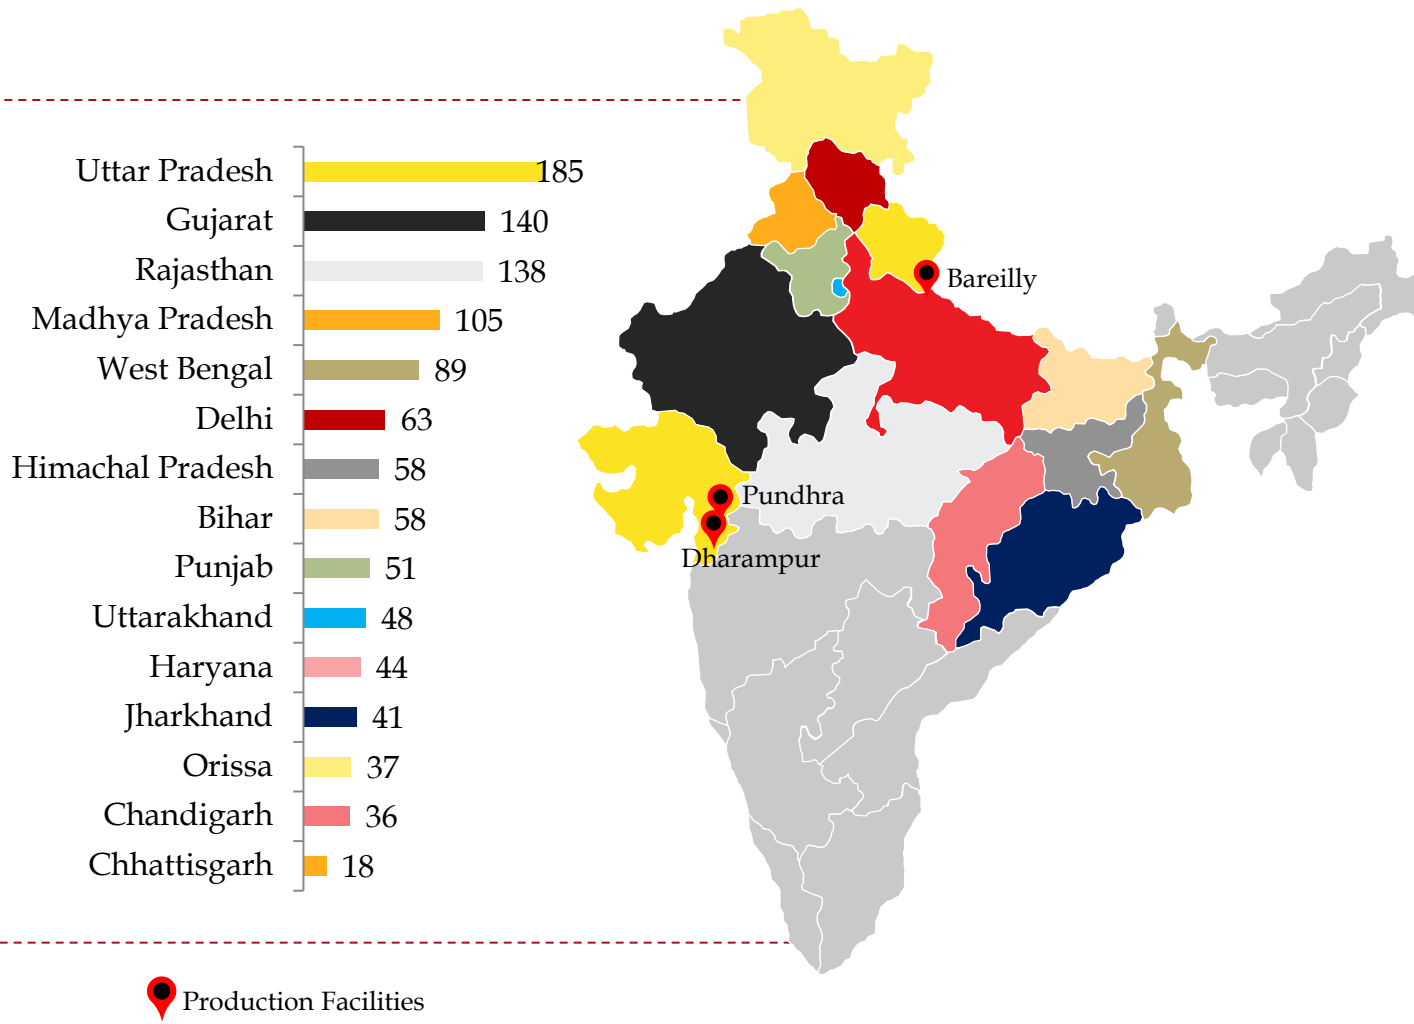 Uttar Pradesh 185
Gujarat 140
Rajasthan 138
Madhya Pradesh 105
West Bengal 89
Delhi 63
Himachal Pradesh 58
Bihar 58
Punjab 51
Uttarakhand 48
Haryana 44
Jharkhand 41
Orissa 37
Chandigarh 36
Chhattisgarh 18
Bareilly
Pundhra
Dharampur
Production Facilities